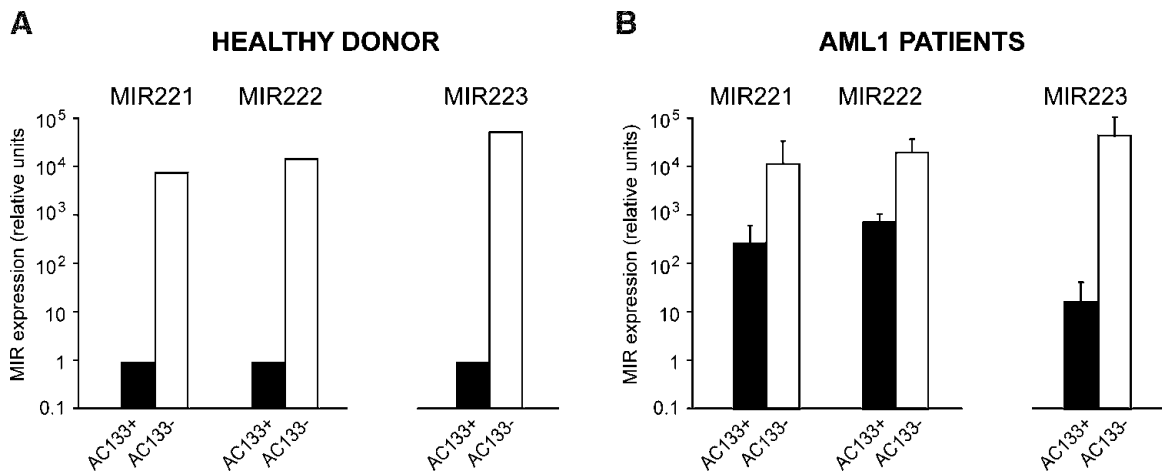 A
HEALTHY DONOR
MIR221 MIR222 MIR223
MIR expression (relative units)
10^5
10^4
10^3
10^2
10
1
0.1
AC133+ AC133- AC133+ AC133- AC133+ AC133-
B
AML1 PATIENTS
MIR221 MIR222 MIR223
MIR expression (relative units)
10^5
10^4
10^3
10^2
10
1
0.1
AC133+ AC133- AC133+ AC133- AC133+ AC133-